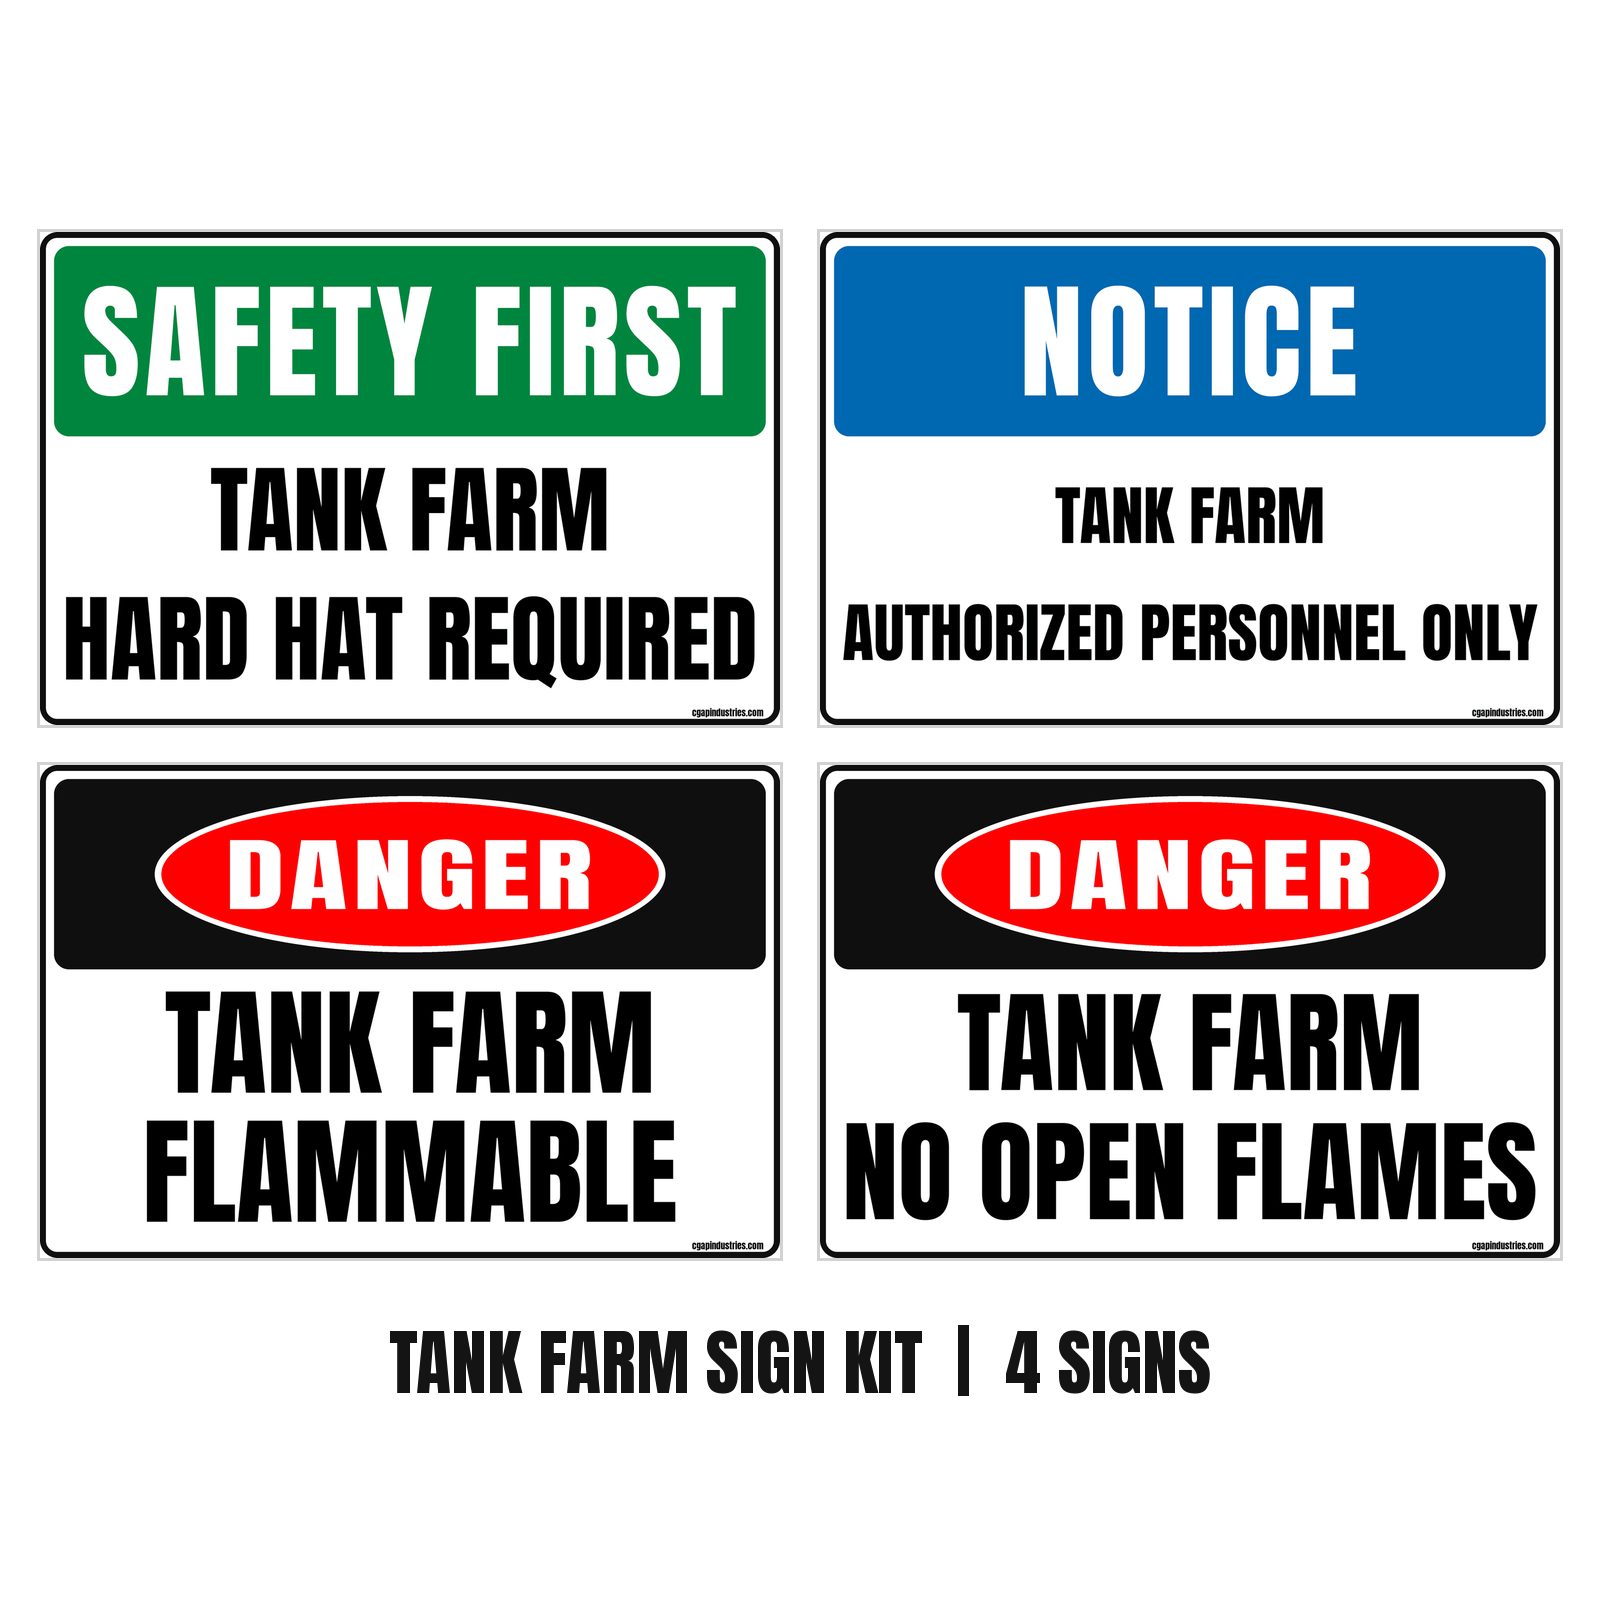 SAFETY FIRST
TANK FARM
HARD HAT REQUIRED
cgapindustries.com
NOTICE
TANK FARM
AUTHORIZED PERSONNEL ONLY
cgapindustries.com
DANGER
TANK FARM
FLAMMABLE
cgapindustries.com
DANGER
TANK FARM
NO OPEN FLAMES
cgapindustries.com
TANK FARM SIGN KIT | 4 SIGNS